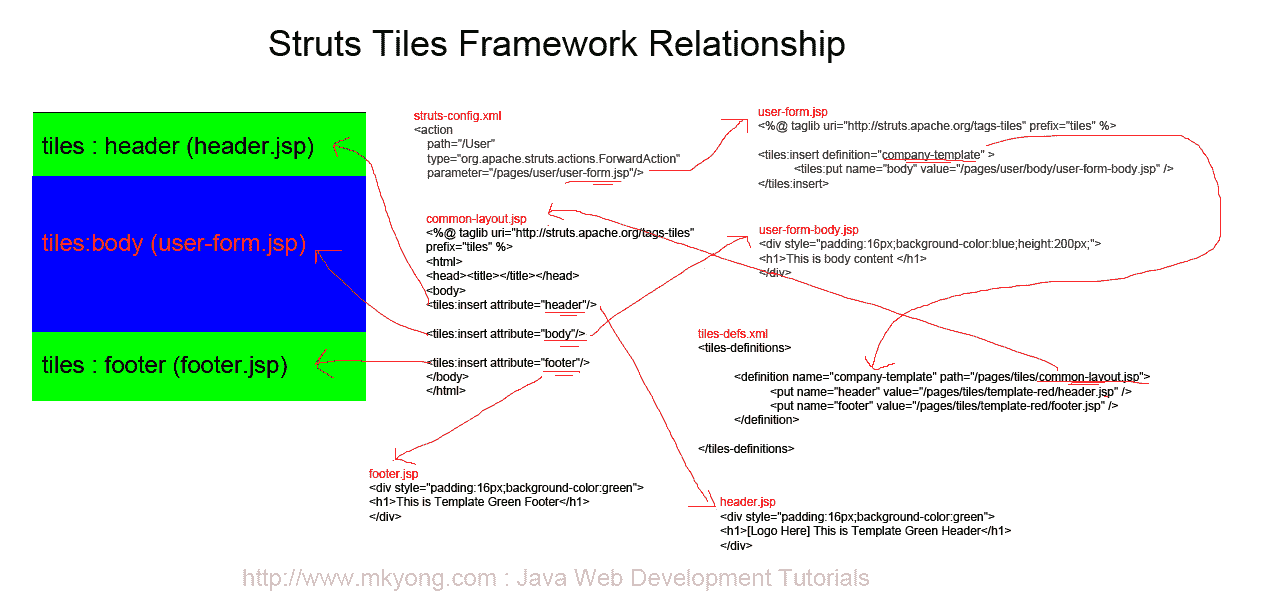 Struts Tiles Framework Relationship
tiles : header (header.jsp)
tiles:body (user-form.jsp)
tiles : footer (footer.jsp)
struts-config.xml
<action
path="/User"
type="org.apache.struts.actions.ForwardAction"
parameter="/pages/user/user-form.jsp"/>
common-layout.jsp
<%@ taglib uri="http://struts.apache.org/tags-tiles"
prefix="tiles" %>
<html>
<head><title></title></head>
<body>
<tiles:insert attribute="header"/>
<tiles:insert attribute="body"/>
<tiles:insert attribute="footer"/>
</body>
</html>
user-form.jsp
<%@ taglib uri="http://struts.apache.org/tags-tiles" prefix="tiles" %>
<tiles:insert definition="company-template" >
<tiles:put name="body" value="/pages/user/body/user-form-body.jsp" />
</tiles:insert>
user-form-body.jsp
<div style="padding:16px;background-color:blue;height:200px;">
<h1>This is body content </h1>
</div>
tiles-defs.xml
<tiles-definitions>
<definition name="company-template" path="/pages/tiles/common-layout.jsp">
<put name="header" value="/pages/tiles/template-red/header.jsp" />
<put name="footer" value="/pages/tiles/template-red/footer.jsp" />
</definition>
</tiles-definitions>
footer.jsp
<div style="padding:16px;background-color:green">
<h1>This is Template Green Footer</h1>
</div>
header.jsp
<div style="padding:16px;background-color:green">
<h1>[Logo Here] This is Template Green Header</h1>
</div>
http://www.mkyong.com : Java Web Development Tutorials